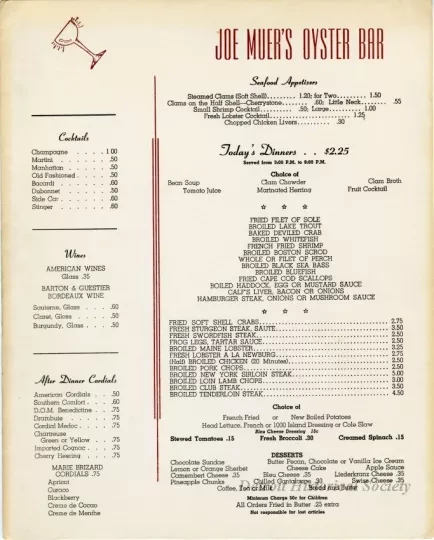 JOE MUER'S OYSTER BAR
Seafood Appetizers
Steamed Clams (Soft Shell)........ 1.20; for Two......... 1.50
Clams on the Half Shell—Cherrystone....... .60; Little Neck...... .55
Small Shrimp Cocktail........ .50; Large......... 1.00
Fresh Lobster Cocktail................ 1.25
Chopped Chicken Livers......... .30
Cocktails
Champagne . . . . . 1 00
Martini . . . . . . .50
Manhattan . . . . . .50
Old Fashioned . . . . .50
Bacardi . . . . . . .60
Dubonnet . . . . . .50
Side Car . . . . . . .60
Stinger . . . . . . .60
Wines
AMERICAN WINES
Glass .35
BARTON & GUESTIER
BORDEAUX WINE
Sauterne, Glass . . . .60
Claret, Glass . . . . .50
Burgundy, Glass . . . .50
After Dinner Cordials
American Cordials . . .50
Southern Comfort . . . .60
D.O.M. Benedictine . . .75
Drambuie . . . . . .75
Cordial Medoc . . . . .75
Chartreuse
Green or Yellow . . . .75
Imported Cognac . . . .75
Cherry Heering . . . .75
MARIE BRIZARD
CORDIALS .75
Apricot
Curaco
Blackberry
Creme de Cacao
Creme de Menthe
Today's Dinners . . $2.25
Served from 5:00 P.M. to 9:00 P.M.
Choice of
Bean Soup Clam Chowder Clam Broth
Tomato Juice Marinated Herring Fruit Cocktail
☆ ☆ ☆
FRIED FILET OF SOLE
BROILED LAKE TROUT
BAKED DEVILED CRAB
BROILED WHITEFISH
FRENCH FRIED SHRIMP
BROILED BOSTON SCROD
WHOLE OR FILET OF PERCH
BROILED BLACK SEA BASS
BROILED BLUEFISH
FRIED CAPE COD SCALLOPS
BOILED HADDOCK, EGG OR MUSTARD SAUCE
CALF'S LIVER, BACON OR ONIONS
HAMBURGER STEAK, ONIONS OR MUSHROOM SAUCE
☆ ☆ ☆
FRIED SOFT SHELL CRABS........ 2.75
FRESH STURGEON STEAK, SAUTE........ 3.50
FRESH SWORDFISH STEAK........ 2.50
FROG LEGS, TARTAR SAUCE........ 2.50
BROILED MAINE LOBSTER........ 3.25
FRESH LOBSTER A LA NEWBURG........ 2.75
(Half) BROILED CHICKEN (20 Minutes)........ 2.50
BROILED PORK CHOPS........ 2.50
BROILED NEW YORK SIRLOIN STEAK........ 5.00
BROILED LOIN LAMB CHOPS........ 3.00
BROILED CLUB STEAK........ 3.50
BROILED TENDERLOIN STEAK........ 4.50
Choice of
French Fried or New Boiled Potatoes
Head Lettuce, French or 1000 Island Dressing or Cole Slaw
Bleu Cheese Dressing 15c
Stewed Tomatoes .15 Fresh Broccoli .30 Creamed Spinach .15
DESSERTS
Chocolate Sundae Butter Pecan, Chocolate or Vanilla Ice Cream
Lemon or Orange Sherbet Cheese Cake Apple Sauce
Camembert Cheese .35 Bleu Cheese .35 Liederkranz Cheese .35
Pineapple Chunks Chilled Cantaloupe .30 Swiss Cheese .35
Coffee, Tea or Milk Bread and Butter
Minimum Charge 50c for Children
All Orders Fried in Butter .25 extra
Not responsible for lost articles
Detroit Historical Society